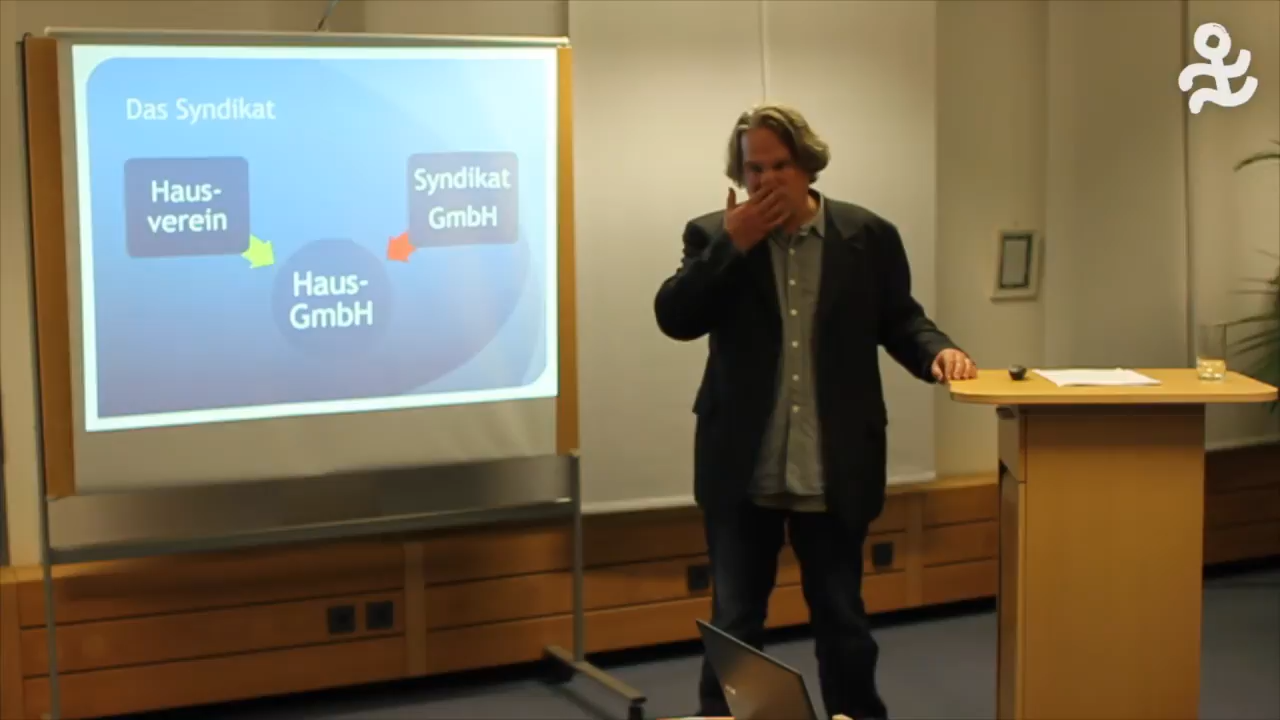 Das Syndikat
Haus-
verein
Syndikat
GmbH
Haus-
GmbH